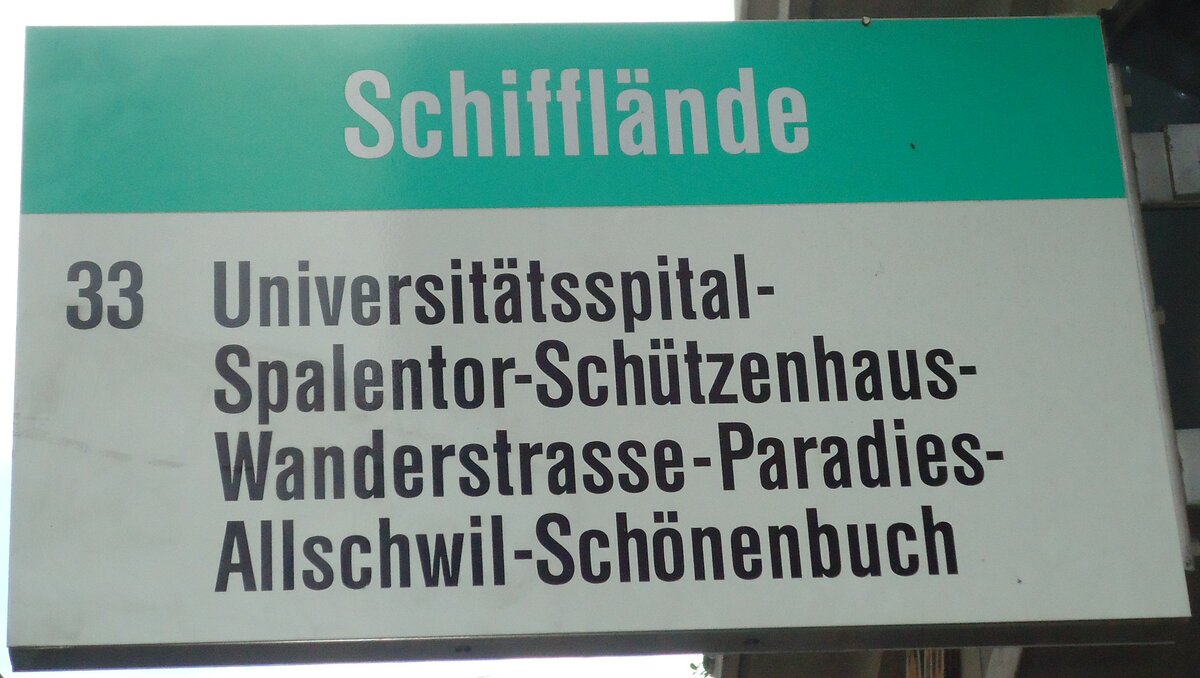 Schifflände
33 Universitätsspital-
Spalentor-Schützenhaus-
Wanderstrasse-Paradies-
Allschwil-Schönenbuch